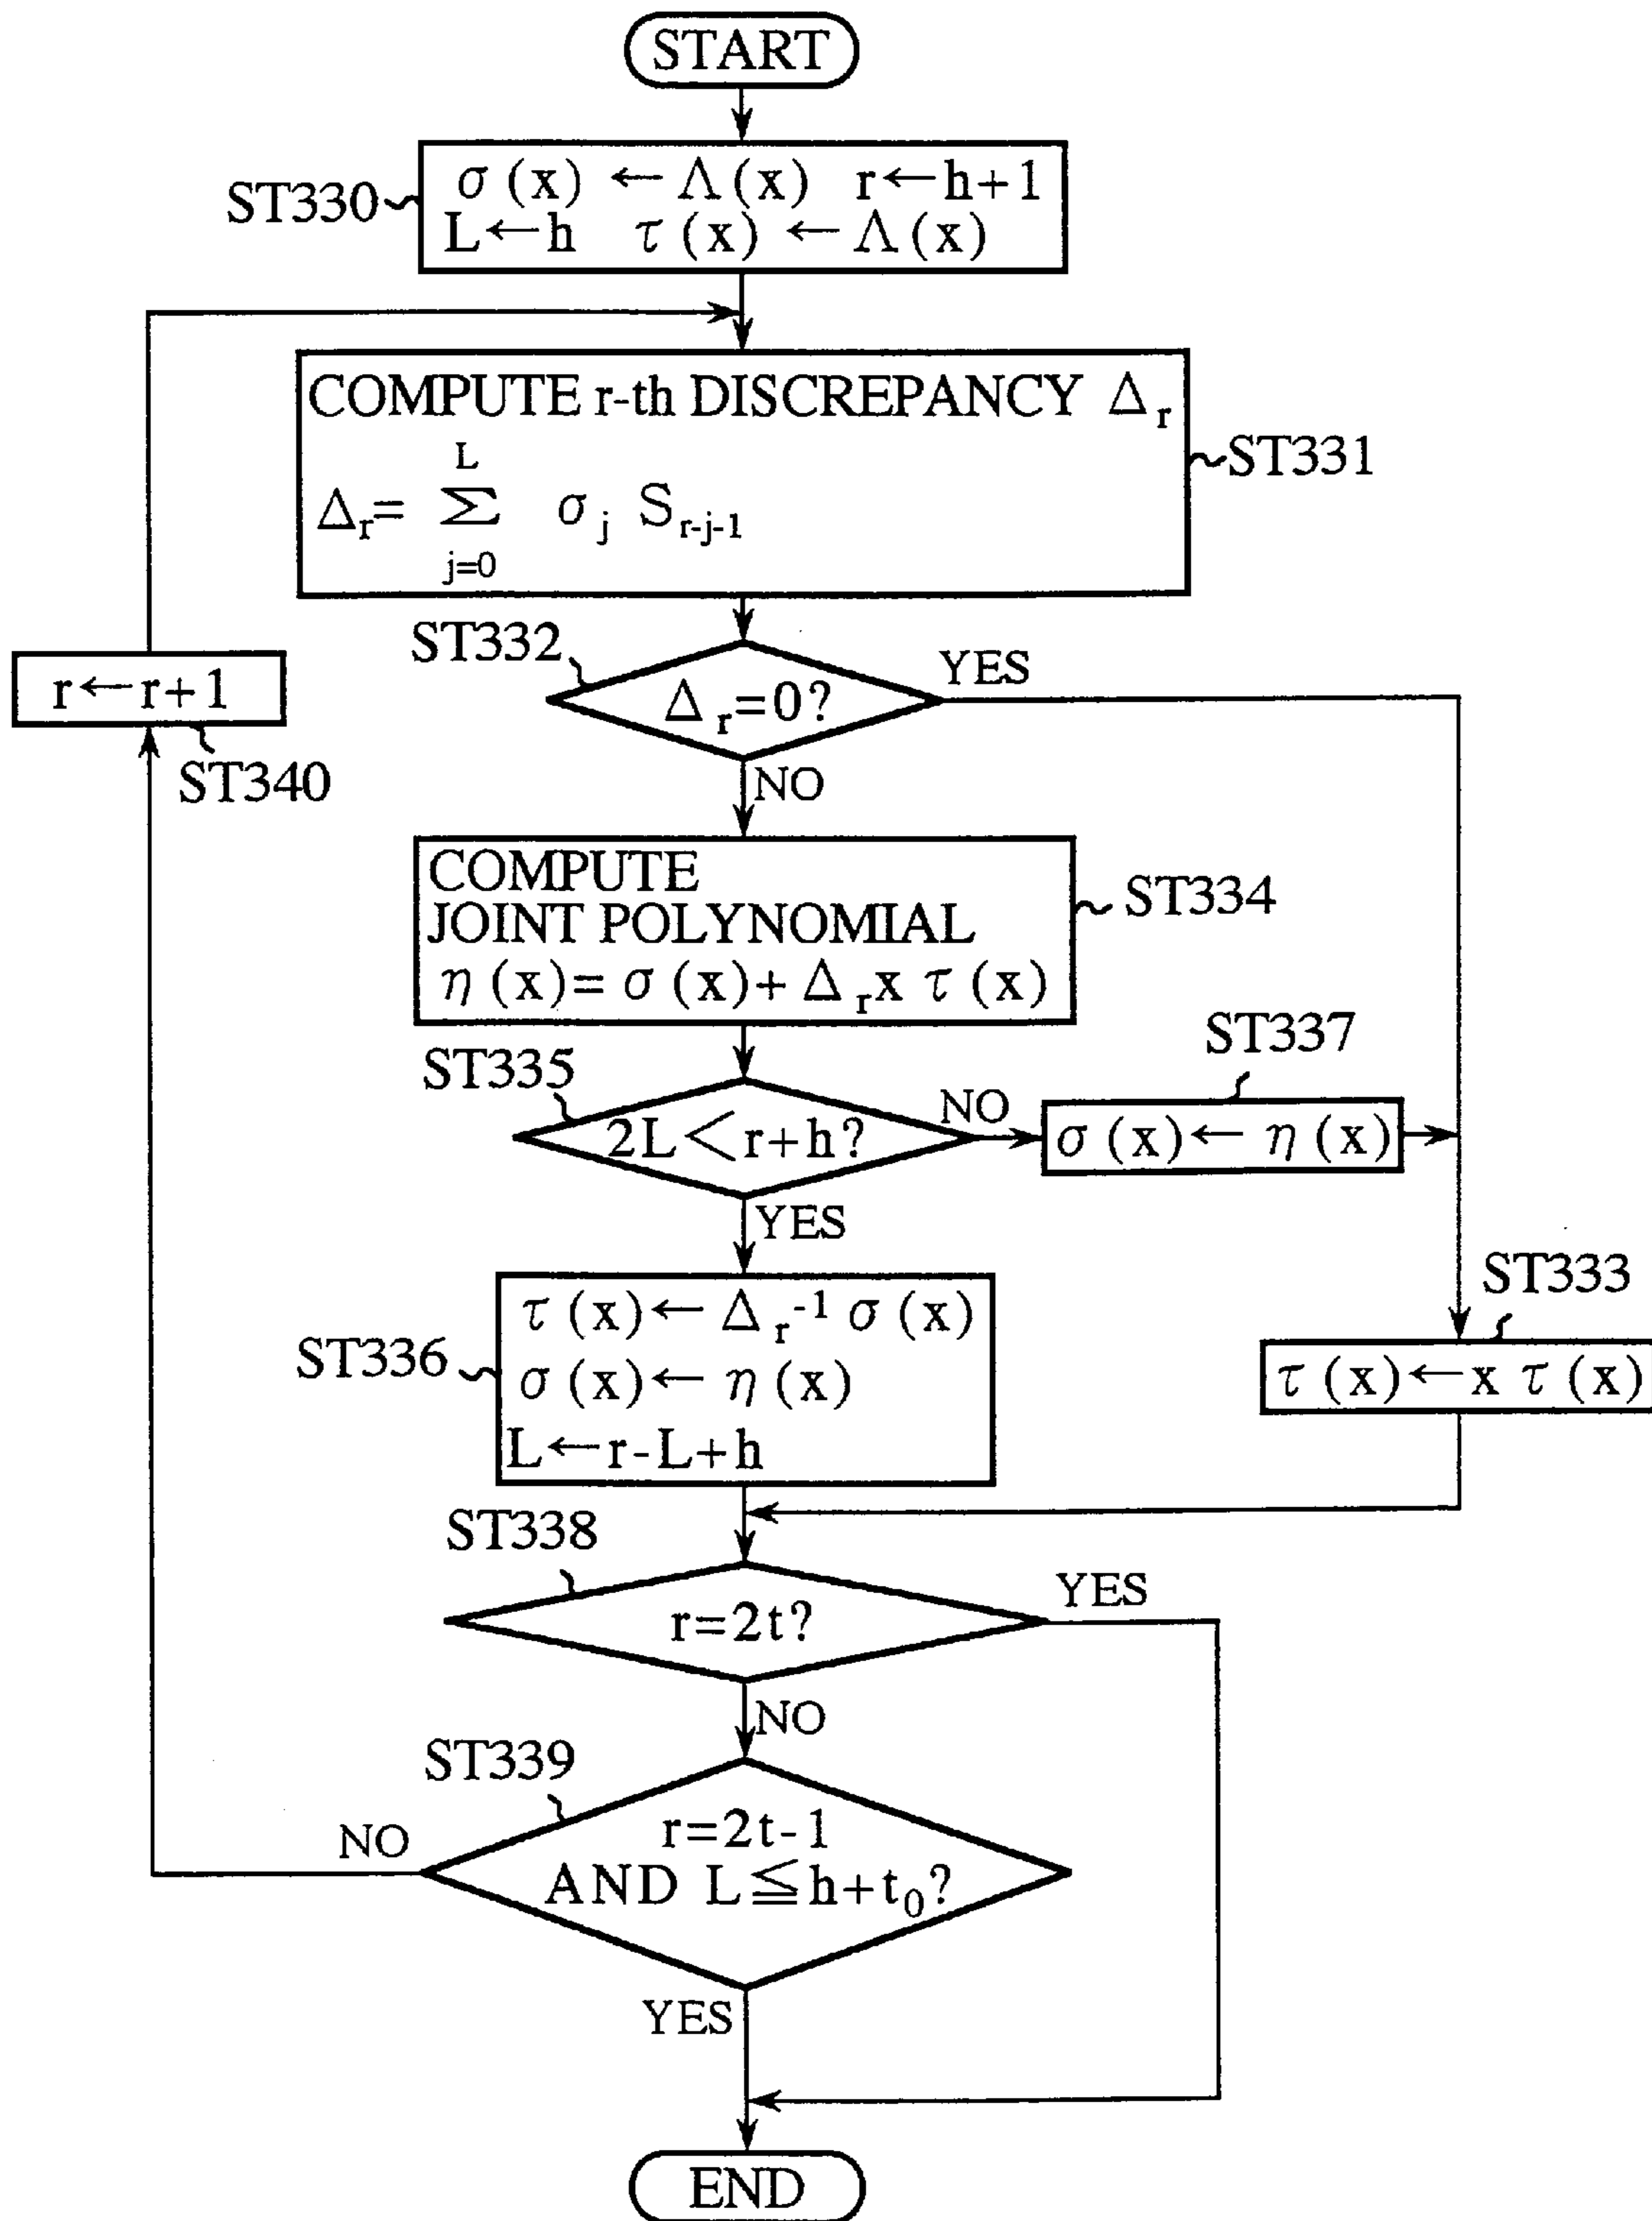 START
ST330
σ(x) ← Λ(x) r←h+1
L←h τ(x) ← Λ(x)
COMPUTE r-th DISCREPANCY Δr
Δr= Σ σj Sr-j-1
L
j=0
ST331
ST332
Δr=0?
YES
NO
r←r+1
ST340
COMPUTE
JOINT POLYNOMIAL
η(x)= σ(x)+ Δr x τ(x)
ST334
ST335
2L<r+h?
NO
YES
ST337
σ(x)← η(x)
ST333
τ(x)←x τ(x)
ST336
τ(x)← Δr-1 σ(x)
σ(x)← η(x)
L←r-L+h
ST338
r=2t?
YES
NO
ST339
r=2t-1
AND L≦h+t0?
NO
YES
END